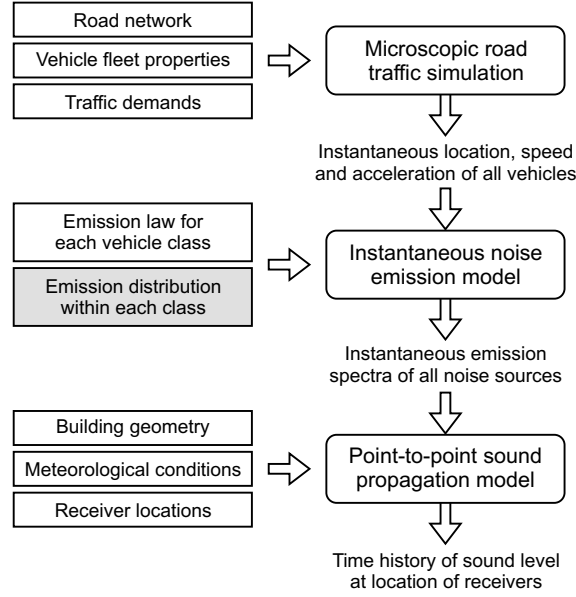 Road network
Vehicle fleet properties
Traffic demands
Microscopic road
traffic simulation
Instantaneous location, speed
and acceleration of all vehicles
Emission law for
each vehicle class
Emission distribution
within each class
Instantaneous noise
emission model
Instantaneous emission
spectra of all noise sources
Building geometry
Meteorological conditions
Receiver locations
Point-to-point sound
propagation model
Time history of sound level
at location of receivers